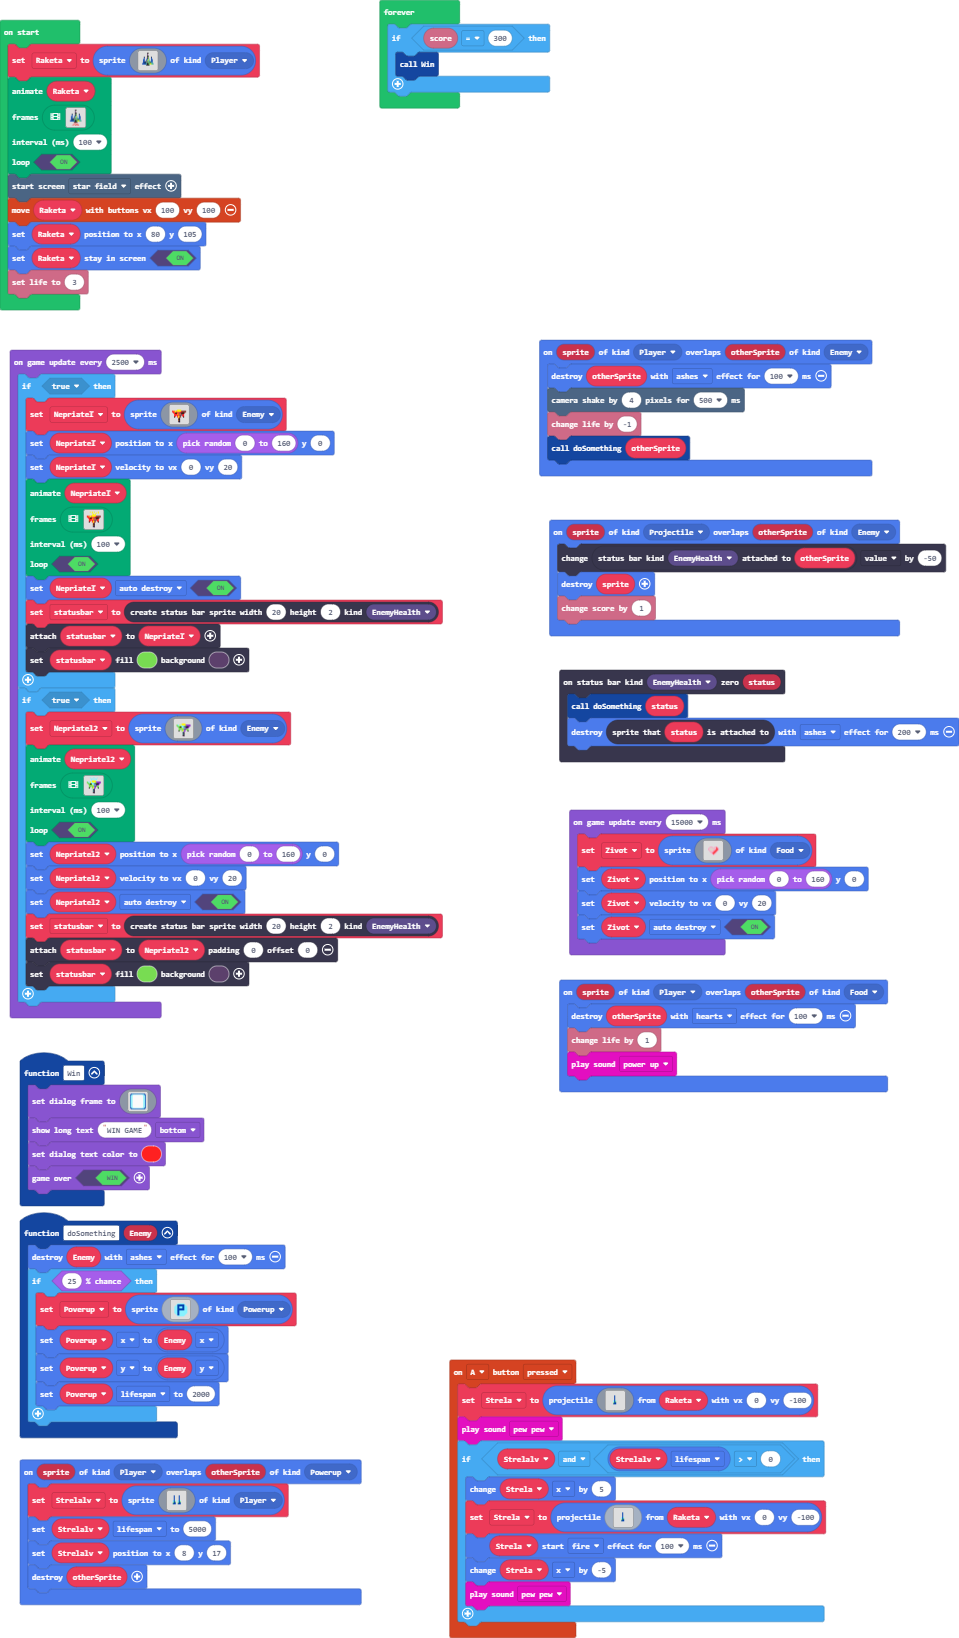 on start
set Raketa to sprite of kind Player
animate Raketa
frames
interval (ms) 100
loop ON
start screen star field effect
move Raketa with buttons vx 100 vy 100
set Raketa position to x 80 y 105
set Raketa stay in screen ON
set life to 3
forever
if score = 300 then
call Win
on game update every 2500 ms
if true then
set NepriateI to sprite of kind Enemy
set NepriateI position to x pick random 0 to 160 y 0
set NepriateI velocity to vx 0 vy 20
animate NepriateI
frames
interval (ms) 100
loop ON
set NepriateI auto destroy ON
set statusbar to create status bar sprite width 20 height 2 kind EnemyHealth
attach statusbar to NepriateI
set statusbar fill background
if true then
set Nepriatel2 to sprite of kind Enemy
animate Nepriatel2
frames
interval (ms) 100
loop ON
set Nepriatel2 position to x pick random 0 to 160 y 0
set Nepriatel2 velocity to vx 0 vy 20
set Nepriatel2 auto destroy ON
set statusbar to create status bar sprite width 20 height 2 kind EnemyHealth
attach statusbar to Nepriatel2 padding 0 offset 0
set statusbar fill background
on sprite of kind Player overlaps otherSprite of kind Enemy
destroy otherSprite with ashes effect for 100 ms
camera shake by 4 pixels for 500 ms
change life by -1
call doSomething otherSprite
on sprite of kind Projectile overlaps otherSprite of kind Enemy
change status bar kind EnemyHealth attached to otherSprite value by -50
destroy sprite
change score by 1
on status bar kind EnemyHealth zero status
call doSomething status
destroy sprite that status is attached to with ashes effect for 200 ms
on game update every 15000 ms
set Zivot to sprite of kind Food
set Zivot position to x pick random 0 to 160 y 0
set Zivot velocity to vx 0 vy 20
set Zivot auto destroy ON
on sprite of kind Player overlaps otherSprite of kind Food
destroy otherSprite with hearts effect for 100 ms
change life by 1
play sound power up
function Win
set dialog frame to
show long text "WIN GAME" bottom
set dialog text color to
game over WIN
function doSomething Enemy
destroy Enemy with ashes effect for 100 ms
if 25 % chance then
set Poverup to sprite P of kind Powerup
set Poverup x to Enemy x
set Poverup y to Enemy y
set Poverup lifespan to 2000
on sprite of kind Player overlaps otherSprite of kind Powerup
set Strelalv to sprite of kind Player
set Strelalv lifespan to 5000
set Strelalv position to x 8 y 17
destroy otherSprite
on A button pressed
set Strela to projectile from Raketa with vx 0 vy -100
play sound pew pew
if Strelalv and Strelalv lifespan > 0 then
change Strela x by 5
set Strela to projectile from Raketa with vx 0 vy -100
Strela start fire effect for 100 ms
change Strela x by -5
play sound pew pew